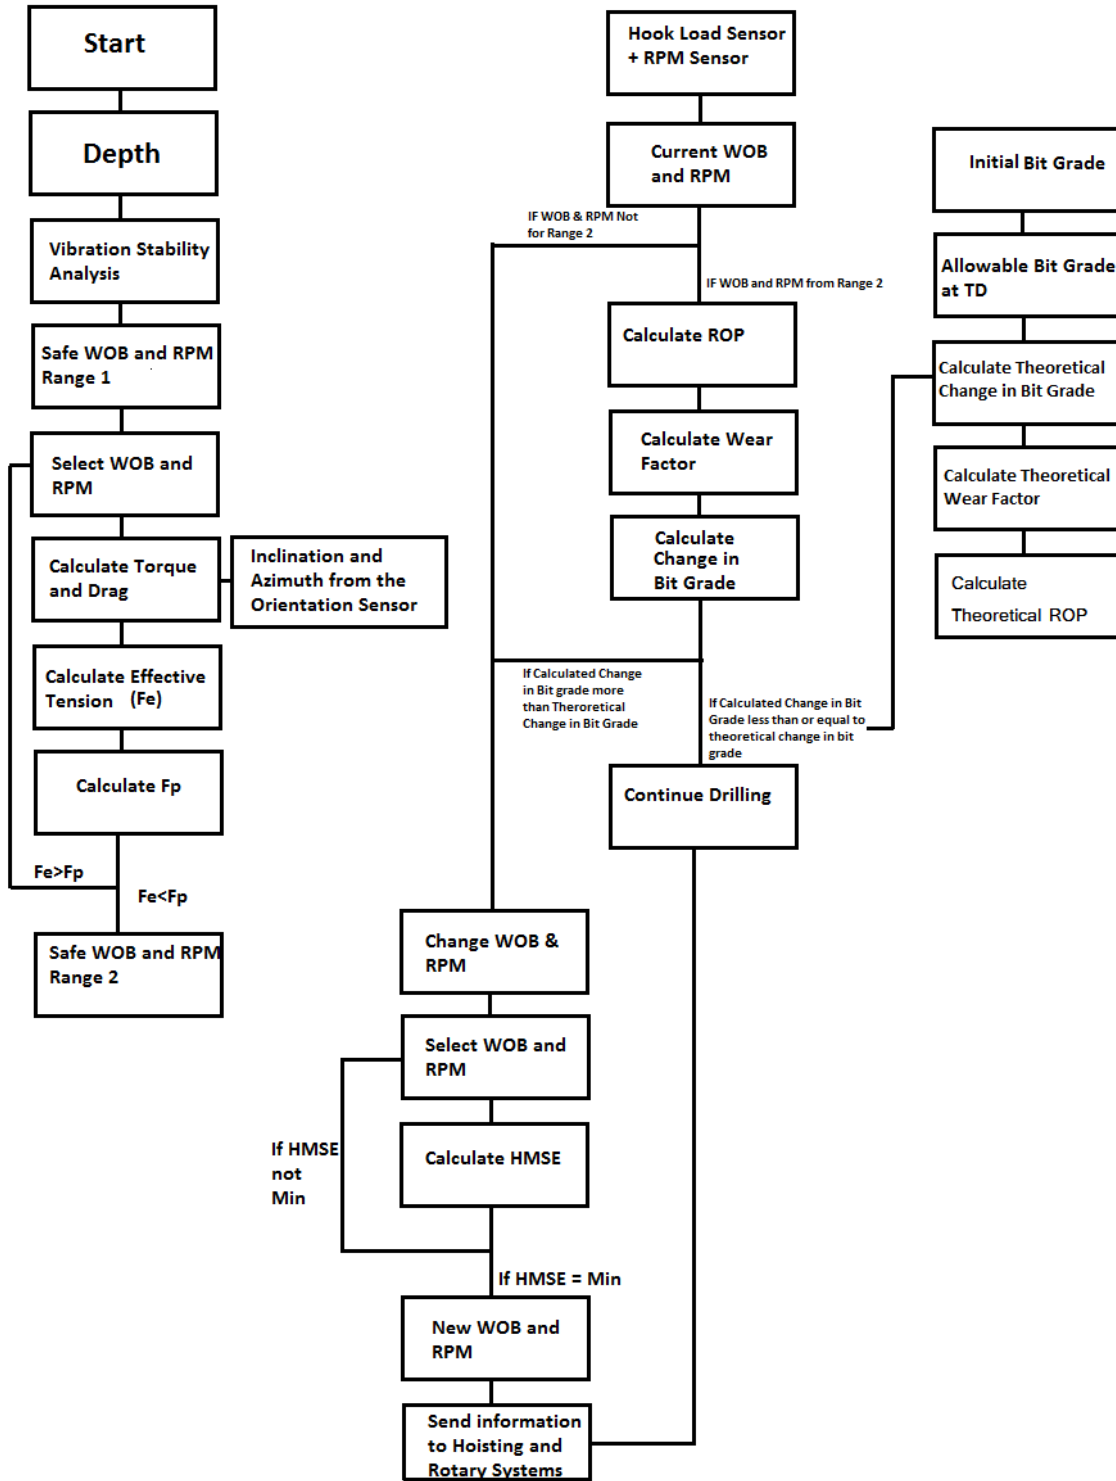 Start
Depth
Vibration Stability
Analysis
Safe WOB and RPM
Range 1
Select WOB and
RPM
Calculate Torque
and Drag
Inclination and
Azimuth from the
Orientation Sensor
Calculate Effective
Tension (Fe)
Calculate Fp
Fe>Fp
Fe<Fp
Safe WOB and RPM
Range 2
Hook Load Sensor
+ RPM Sensor
Current WOB
and RPM
IF WOB & RPM Not
for Range 2
IF WOB and RPM from Range 2
Calculate ROP
Calculate Wear
Factor
Calculate
Change in
Bit Grade
If Calculated Change
in Bit grade more
than Theroretical
Change in Bit Grade
If Calculated Change in Bit
Grade less than or equal to
theoretical change in bit
grade
Continue Drilling
Change WOB &
RPM
Select WOB and
RPM
If HMSE
not
Min
Calculate HMSE
If HMSE = Min
New WOB and
RPM
Send information
to Hoisting and
Rotary Systems
Initial Bit Grade
Allowable Bit Grade
at TD
Calculate Theoretical
Change in Bit Grade
Calculate Theoretical
Wear Factor
Calculate
Theoretical ROP